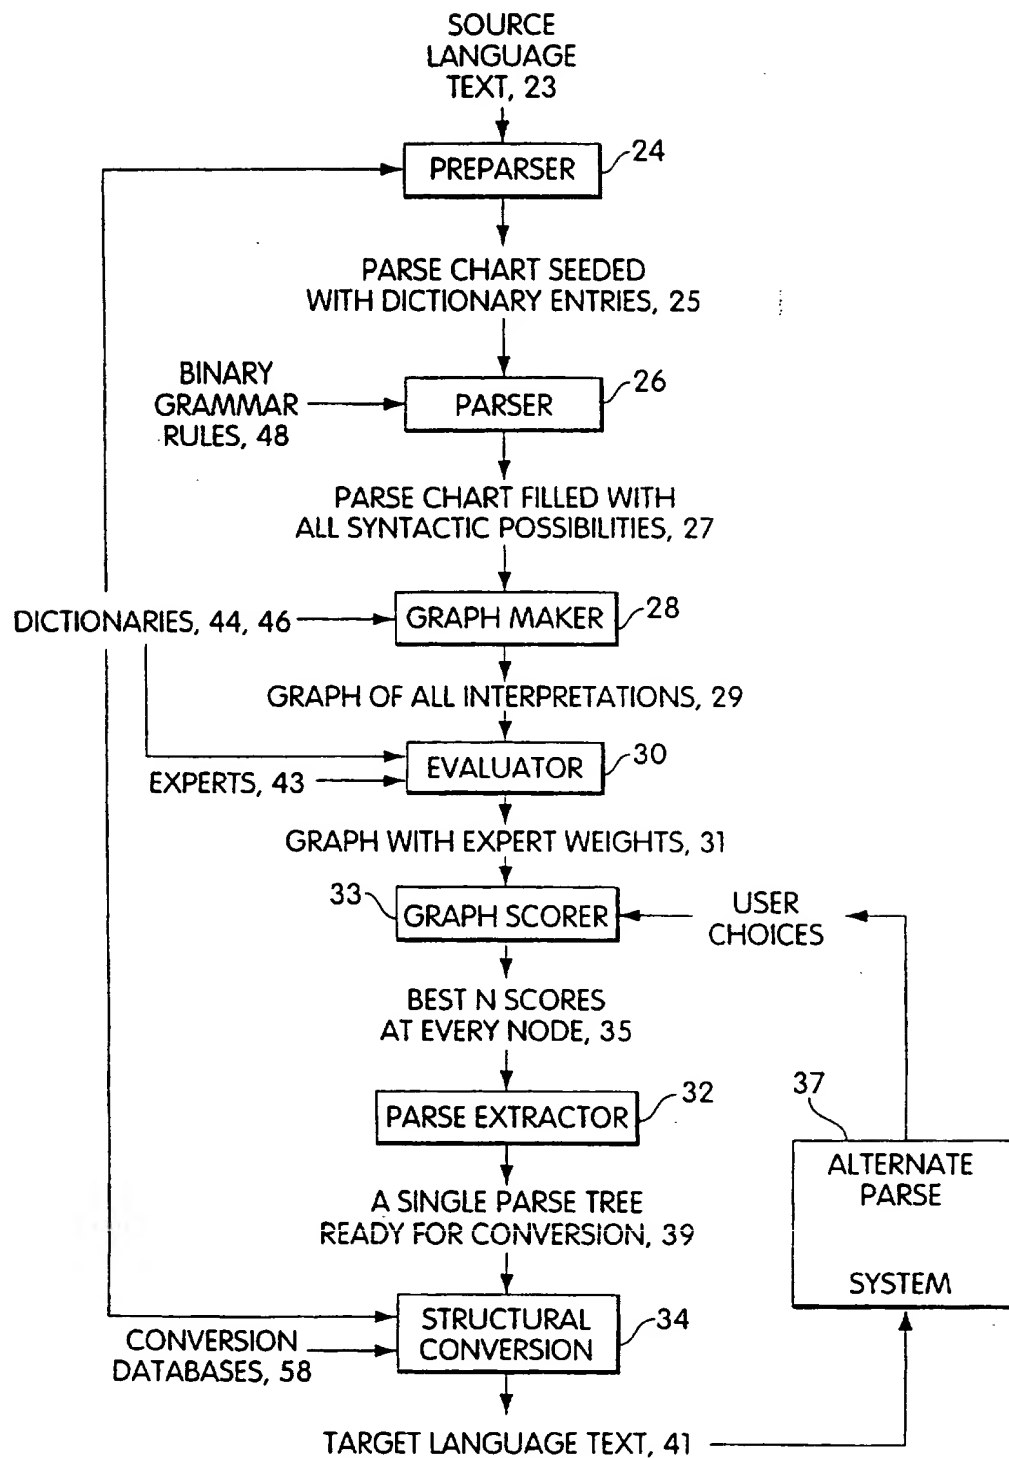 SOURCE
LANGUAGE
TEXT, 23
PREPARSER
24
PARSE CHART SEEDED
WITH DICTIONARY ENTRIES, 25
BINARY
GRAMMAR
RULES, 48
PARSER
26
PARSE CHART FILLED WITH
ALL SYNTACTIC POSSIBILITIES, 27
DICTIONARIES, 44, 46
GRAPH MAKER
28
GRAPH OF ALL INTERPRETATIONS, 29
EVALUATOR
30
EXPERTS, 43
GRAPH WITH EXPERT WEIGHTS, 31
33
GRAPH SCORER
USER
CHOICES
BEST N SCORES
AT EVERY NODE, 35
PARSE EXTRACTOR
32
37
ALTERNATE
PARSE
SYSTEM
A SINGLE PARSE TREE
READY FOR CONVERSION, 39
STRUCTURAL
CONVERSION
34
CONVERSION
DATABASES, 58
TARGET LANGUAGE TEXT, 41